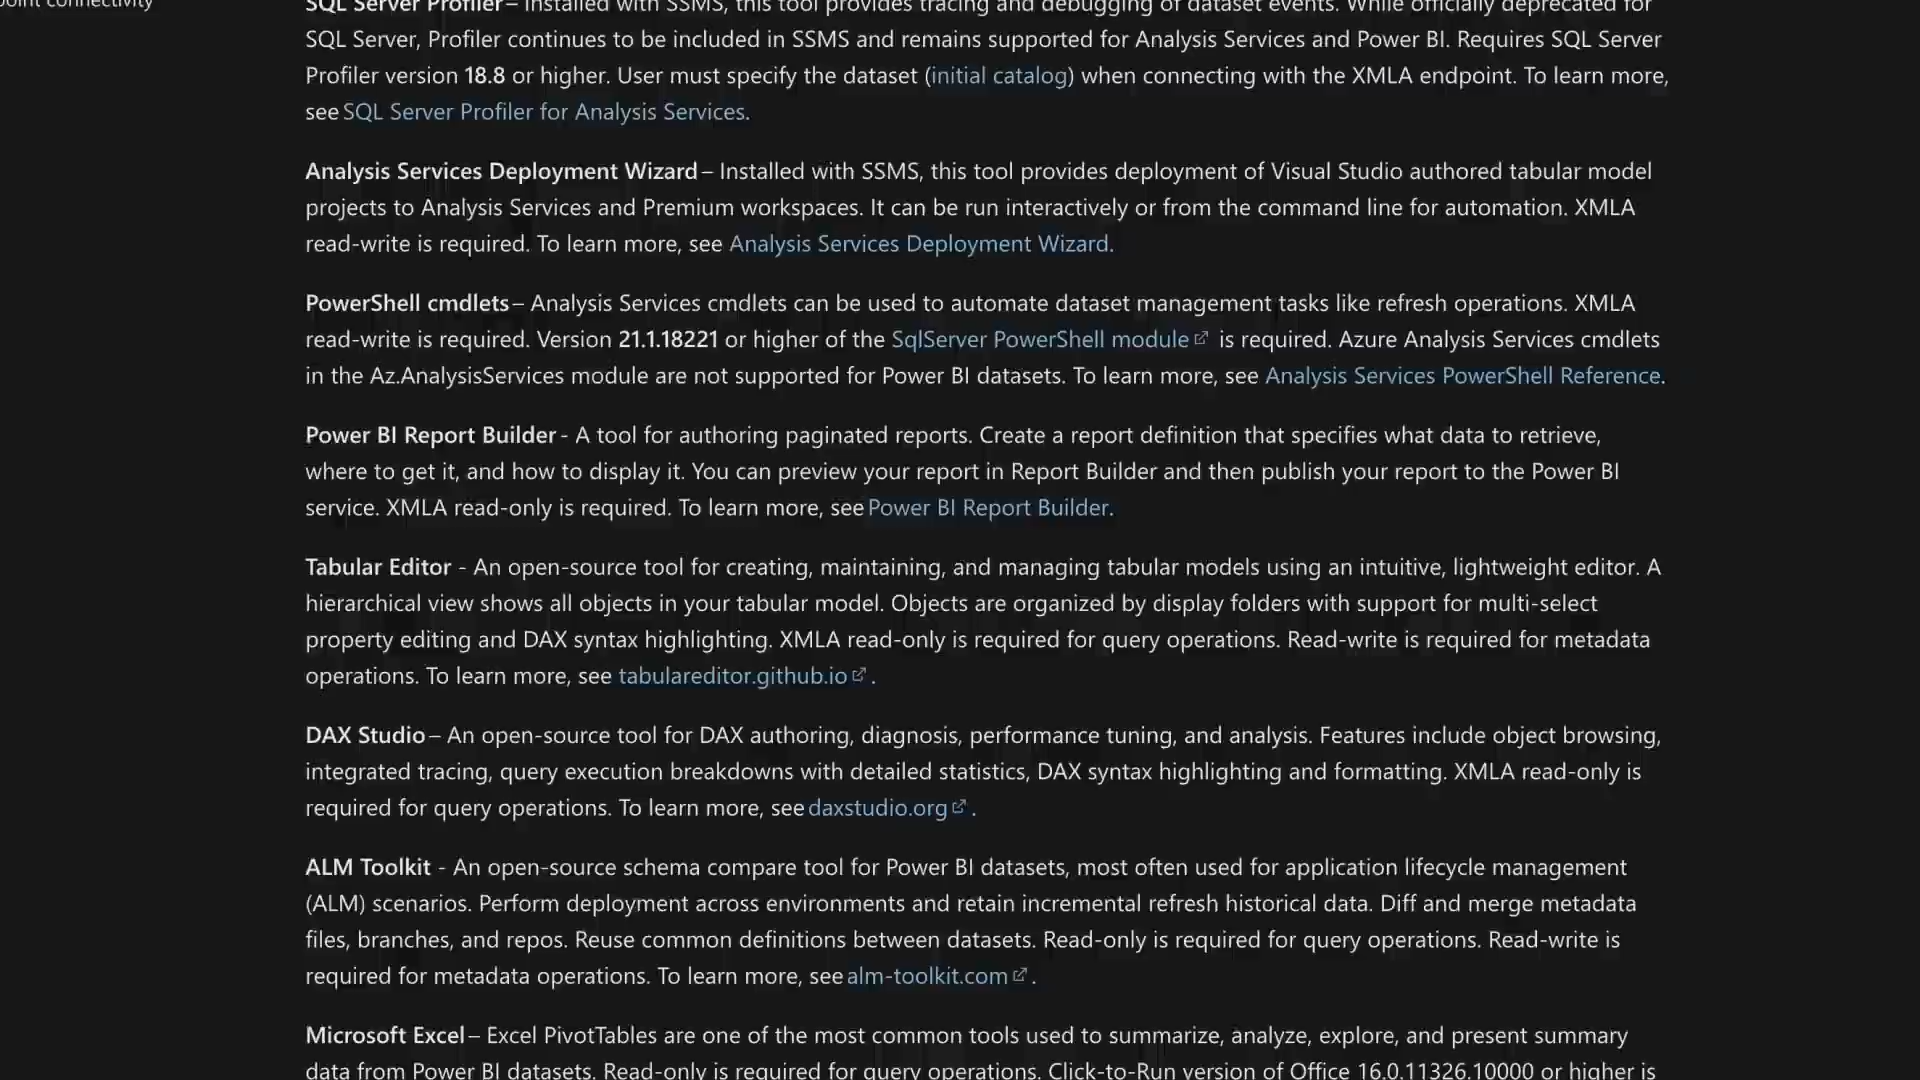 point connectivity
SQL Server Profiler – Installed with SSMS, this tool provides tracing and debugging of dataset events. While officially deprecated for
SQL Server, Profiler continues to be included in SSMS and remains supported for Analysis Services and Power BI. Requires SQL Server
Profiler version 18.8 or higher. User must specify the dataset (initial catalog) when connecting with the XMLA endpoint. To learn more,
see SQL Server Profiler for Analysis Services.
Analysis Services Deployment Wizard – Installed with SSMS, this tool provides deployment of Visual Studio authored tabular model
projects to Analysis Services and Premium workspaces. It can be run interactively or from the command line for automation. XMLA
read-write is required. To learn more, see Analysis Services Deployment Wizard.
PowerShell cmdlets – Analysis Services cmdlets can be used to automate dataset management tasks like refresh operations. XMLA
read-write is required. Version 21.1.18221 or higher of the SqlServer PowerShell module is required. Azure Analysis Services cmdlets
in the Az.AnalysisServices module are not supported for Power BI datasets. To learn more, see Analysis Services PowerShell Reference.
Power BI Report Builder - A tool for authoring paginated reports. Create a report definition that specifies what data to retrieve,
where to get it, and how to display it. You can preview your report in Report Builder and then publish your report to the Power BI
service. XMLA read-only is required. To learn more, see Power BI Report Builder.
Tabular Editor - An open-source tool for creating, maintaining, and managing tabular models using an intuitive, lightweight editor. A
hierarchical view shows all objects in your tabular model. Objects are organized by display folders with support for multi-select
property editing and DAX syntax highlighting. XMLA read-only is required for query operations. Read-write is required for metadata
operations. To learn more, see tabulareditor.github.io .
DAX Studio – An open-source tool for DAX authoring, diagnosis, performance tuning, and analysis. Features include object browsing,
integrated tracing, query execution breakdowns with detailed statistics, DAX syntax highlighting and formatting. XMLA read-only is
required for query operations. To learn more, see daxstudio.org .
ALM Toolkit - An open-source schema compare tool for Power BI datasets, most often used for application lifecycle management
(ALM) scenarios. Perform deployment across environments and retain incremental refresh historical data. Diff and merge metadata
files, branches, and repos. Reuse common definitions between datasets. Read-only is required for query operations. Read-write is
required for metadata operations. To learn more, see alm-toolkit.com .
Microsoft Excel – Excel PivotTables are one of the most common tools used to summarize, analyze, explore, and present summary
data from Power BI datasets. Read-only is required for query operations. Click-to-Run version of Office 16.0.11326.10000 or higher is